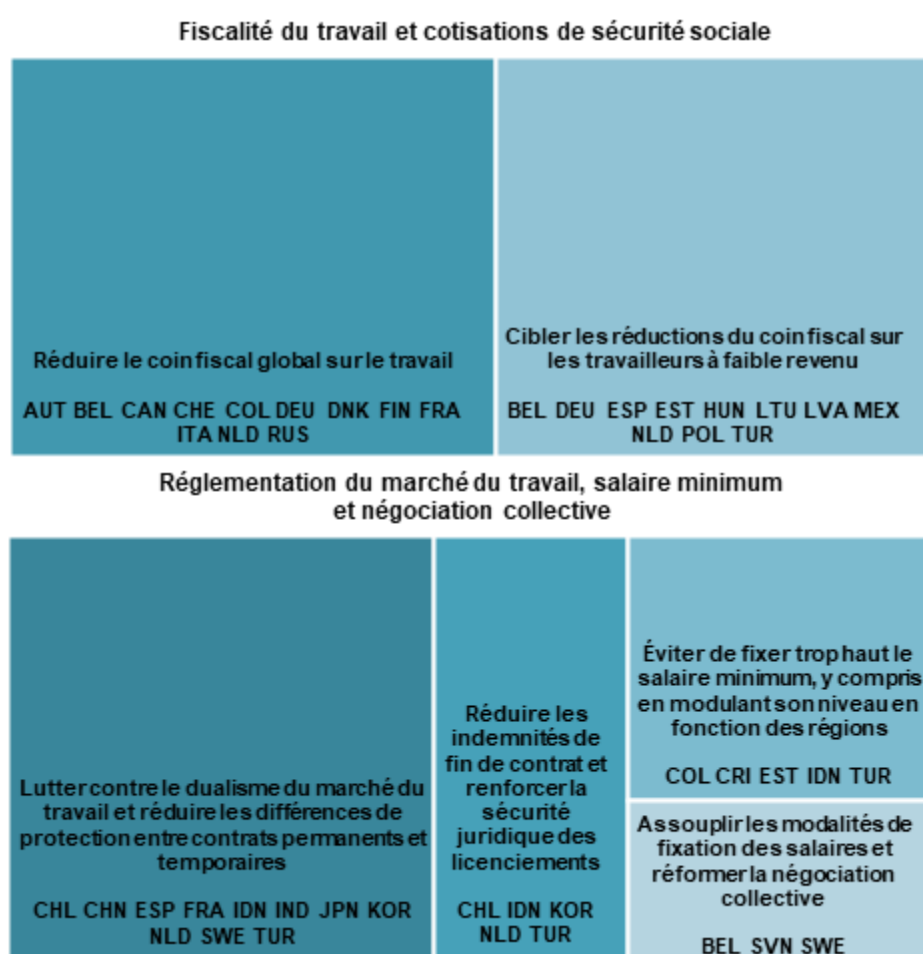 Fiscalité du travail et cotisations de sécurité sociale
Réduire le coin fiscal global sur le travail
AUT BEL CAN CHE COL DEU DNK FIN FRA
ITA NLD RUS
Cibler les réductions du coin fiscal sur
les travailleurs à faible revenu
BEL DEU ESP EST HUN LTU LVA MEX
NLD POL TUR
Réglementation du marché du travail, salaire minimum
et négociation collective
Lutter contre le dualisme du marché du
travail et réduire les différences de
protection entre contrats permanents et
temporaires
CHL CHN ESP FRA IDN IND JPN KOR
NLD SWE TUR
Réduire les
indemnités de
fin de contrat et
renforcer la
sécurité
juridique des
licenciements
CHL IDN KOR
NLD TUR
Éviter de fixer trop haut le
salaire minimum, y compris
en modulant son niveau en
fonction des régions
COL CRI EST IDN TUR
Assouplir les modalités de
fixation des salaires et
réformer la négociation
collective
BEL SVN SWE